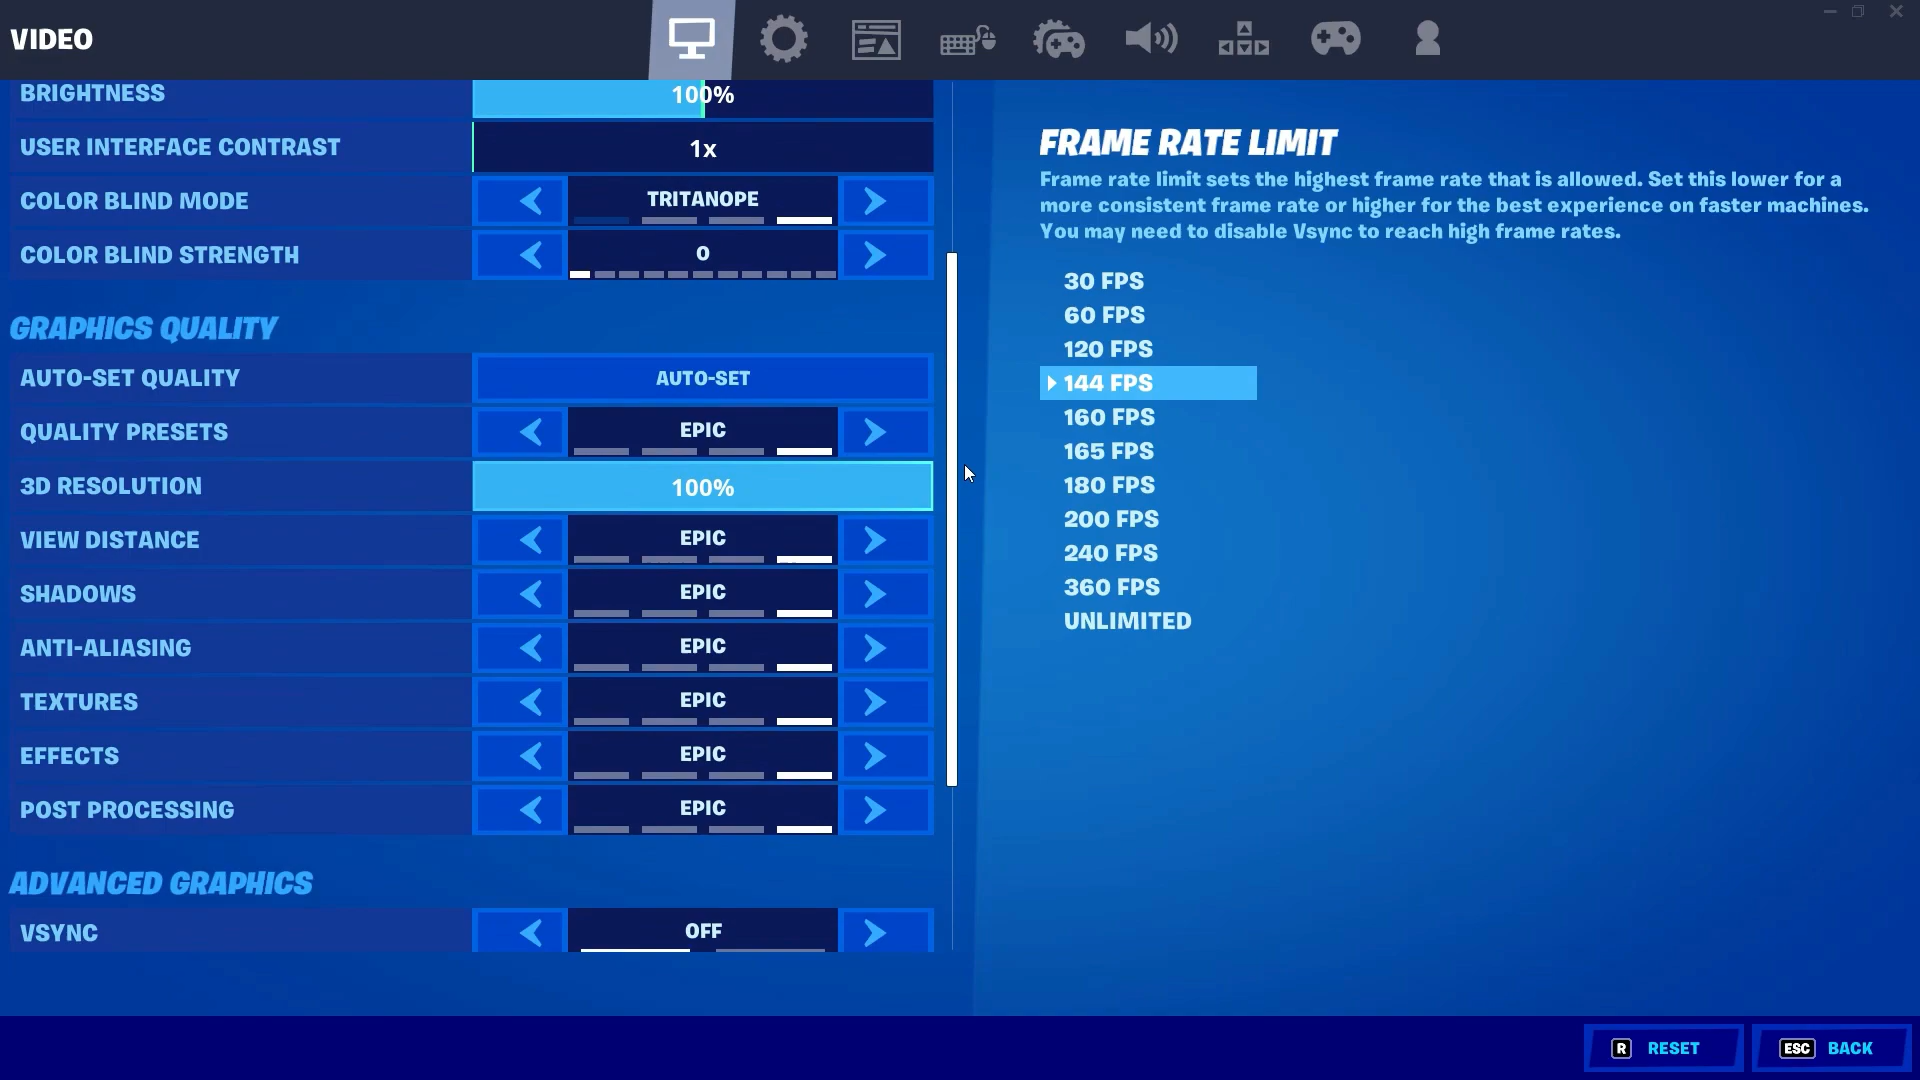 VIDEO
BRIGHTNESS 100%
USER INTERFACE CONTRAST 1x
COLOR BLIND MODE TRITANOPE
COLOR BLIND STRENGTH 0
GRAPHICS QUALITY
AUTO-SET QUALITY AUTO-SET
QUALITY PRESETS EPIC
3D RESOLUTION 100%
VIEW DISTANCE EPIC
SHADOWS EPIC
ANTI-ALIASING EPIC
TEXTURES EPIC
EFFECTS EPIC
POST PROCESSING EPIC
ADVANCED GRAPHICS
VSYNC OFF
FRAME RATE LIMIT
Frame rate limit sets the highest frame rate that is allowed. Set this lower for a
more consistent frame rate or higher for the best experience on faster machines.
You may need to disable Vsync to reach high frame rates.
30 FPS
60 FPS
120 FPS
144 FPS
160 FPS
165 FPS
180 FPS
200 FPS
240 FPS
360 FPS
UNLIMITED
R RESET
ESC BACK